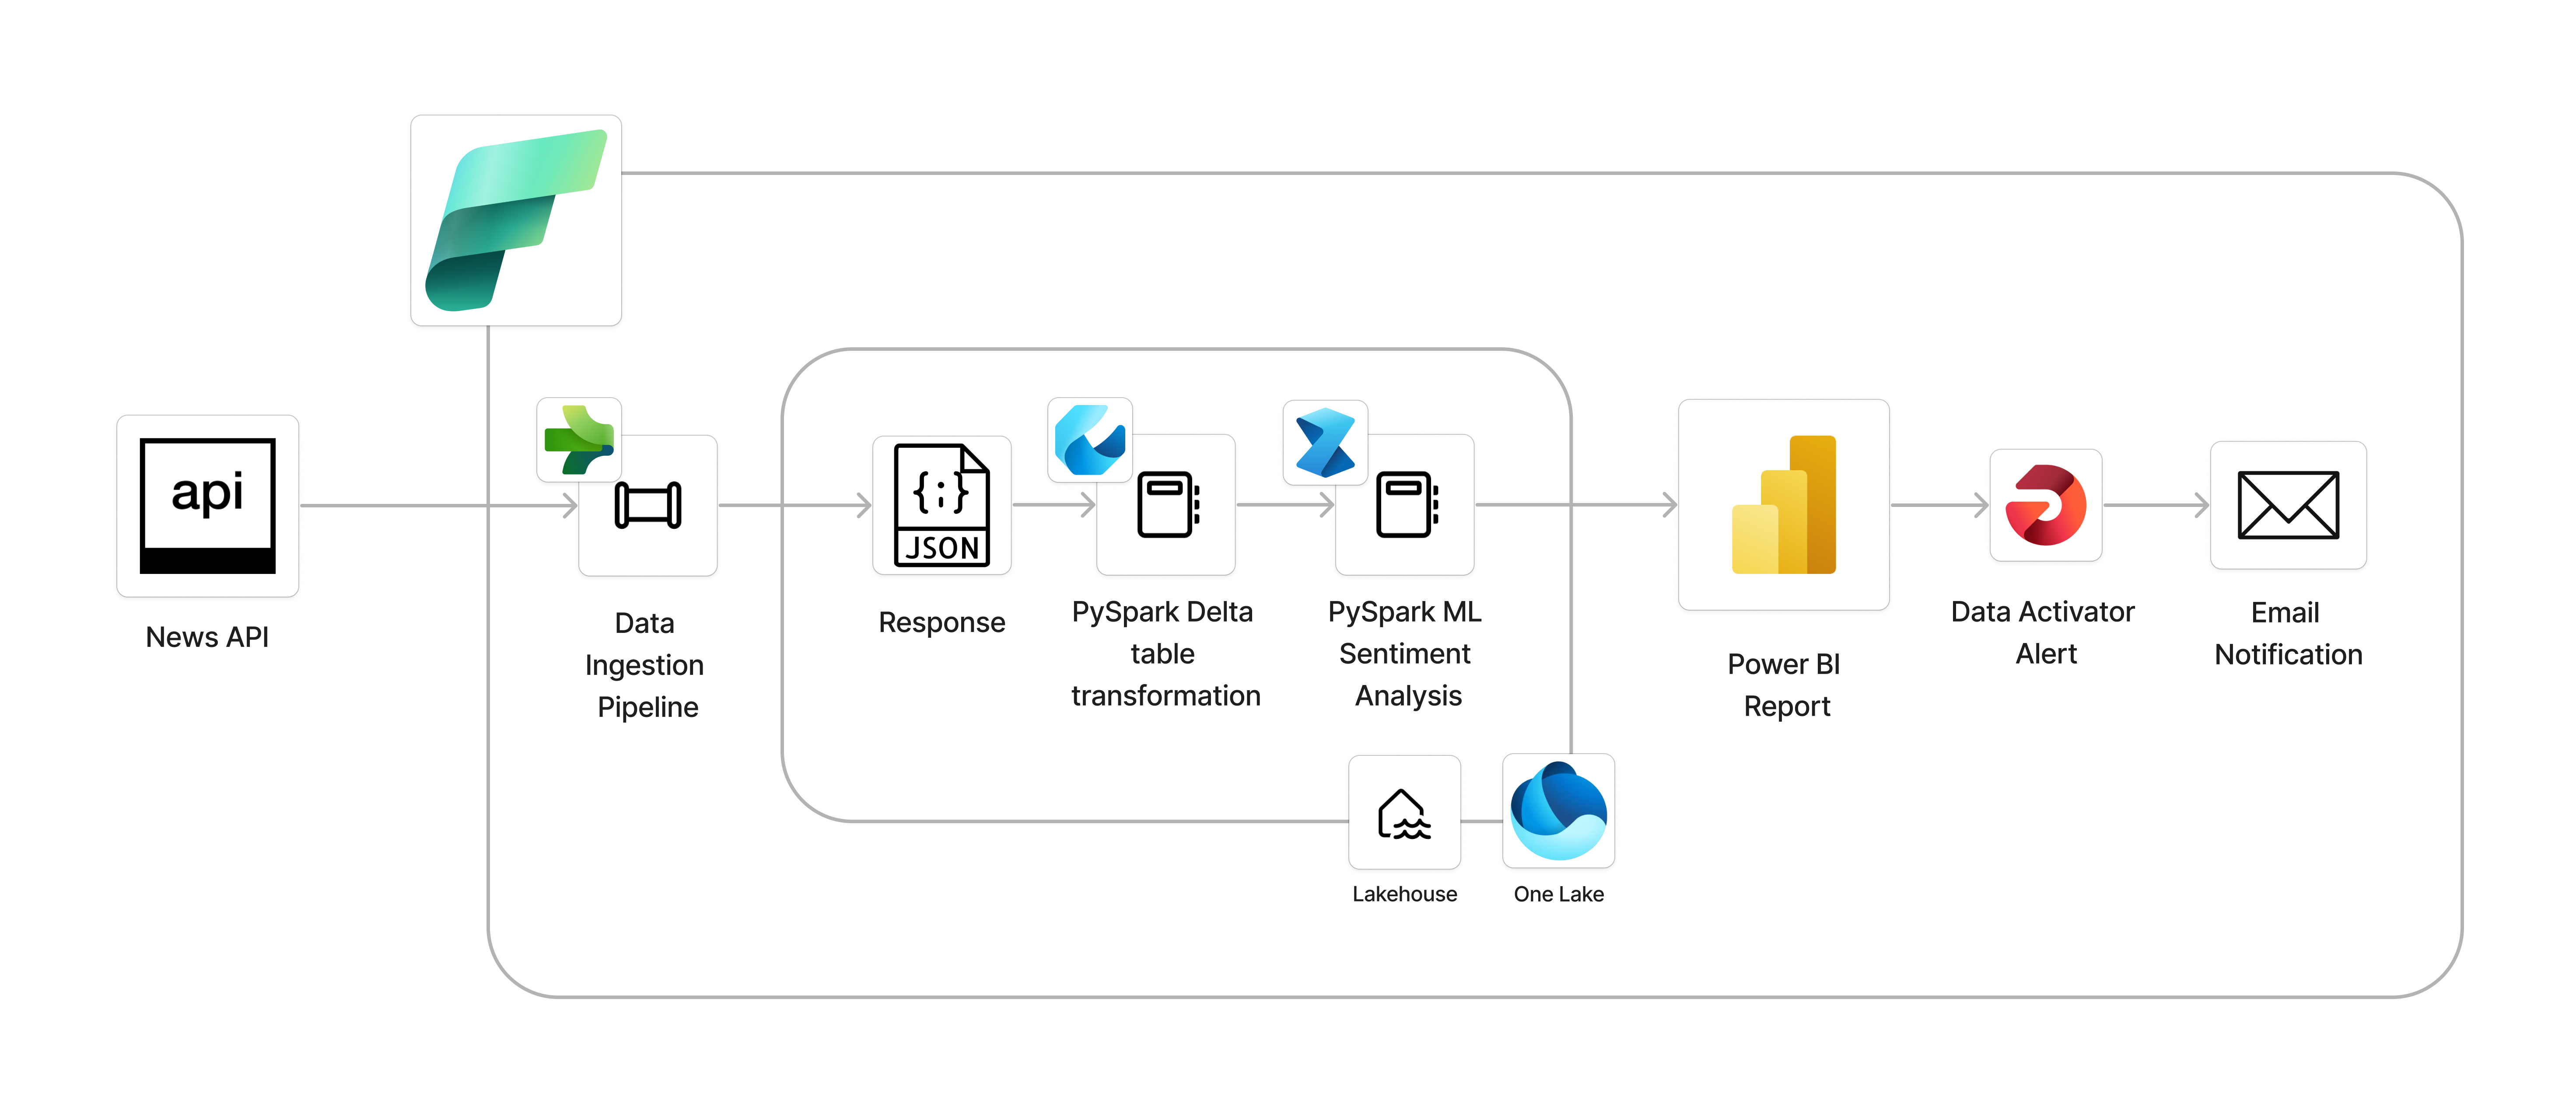 api
News API
Data
Ingestion
Pipeline
{;}
JSON
Response
PySpark Delta
table
transformation
PySpark ML
Sentiment
Analysis
Lakehouse
One Lake
Power BI
Report
Data Activator
Alert
Email
Notification